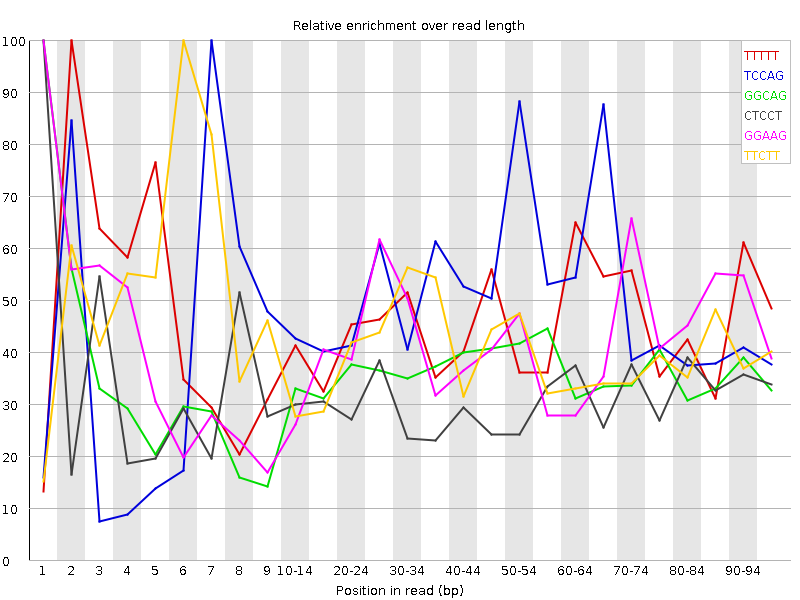 Relative enrichment over read length
100
90
80
70
60
50
40
30
20
10
0
TTTTT
TCCAG
GGCAG
CTCCT
GGAAG
TTCTT
1 2 3 4 5 6 7 8 9 10-14 20-24 30-34 40-44 50-54 60-64 70-74 80-84 90-94
Position in read (bp)